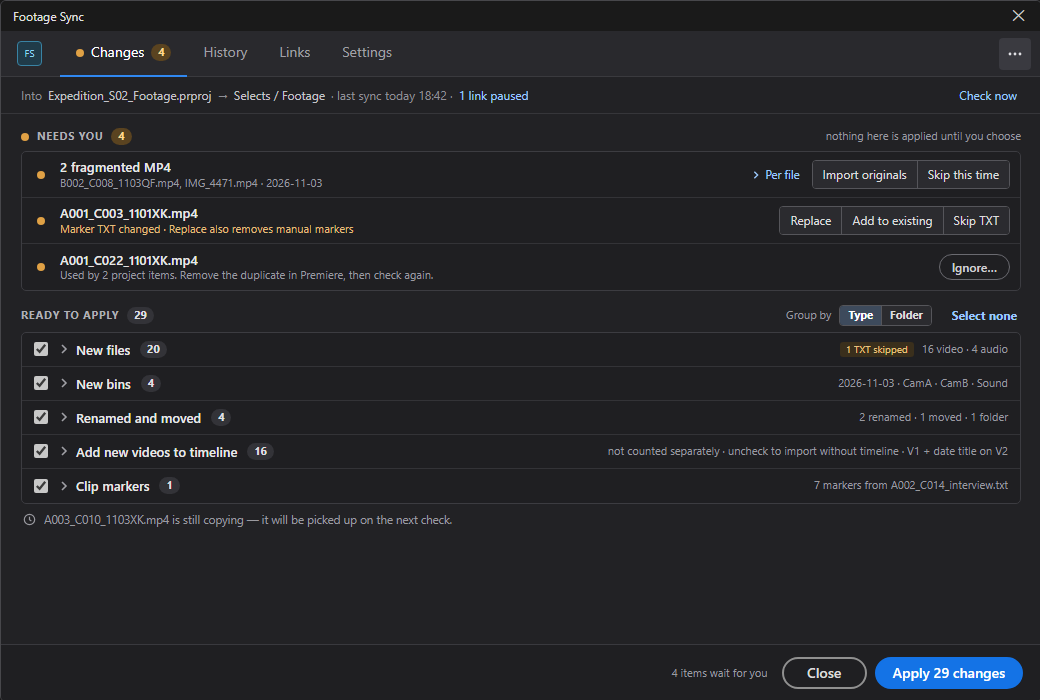 Footage Sync
FS
Changes 4
History
Links
Settings
Into Expedition_S02_Footage.prproj → Selects / Footage · last sync today 18:42 · 1 link paused
Check now
NEEDS YOU 4
nothing here is applied until you choose
2 fragmented MP4
B002_C008_1103QF.mp4, IMG_4471.mp4 · 2026-11-03
Per file
Import originals
Skip this time
A001_C003_1101XK.mp4
Marker TXT changed · Replace also removes manual markers
Replace
Add to existing
Skip TXT
A001_C022_1101XK.mp4
Used by 2 project items. Remove the duplicate in Premiere, then check again.
Ignore...
READY TO APPLY 29
Group by
Type
Folder
Select none
New files 20
1 TXT skipped
16 video · 4 audio
New bins 4
2026-11-03 · CamA · CamB · Sound
Renamed and moved 4
2 renamed · 1 moved · 1 folder
Add new videos to timeline 16
not counted separately · uncheck to import without timeline · V1 + date title on V2
Clip markers 1
7 markers from A002_C014_interview.txt
A003_C010_1103XK.mp4 is still copying — it will be picked up on the next check.
4 items wait for you
Close
Apply 29 changes